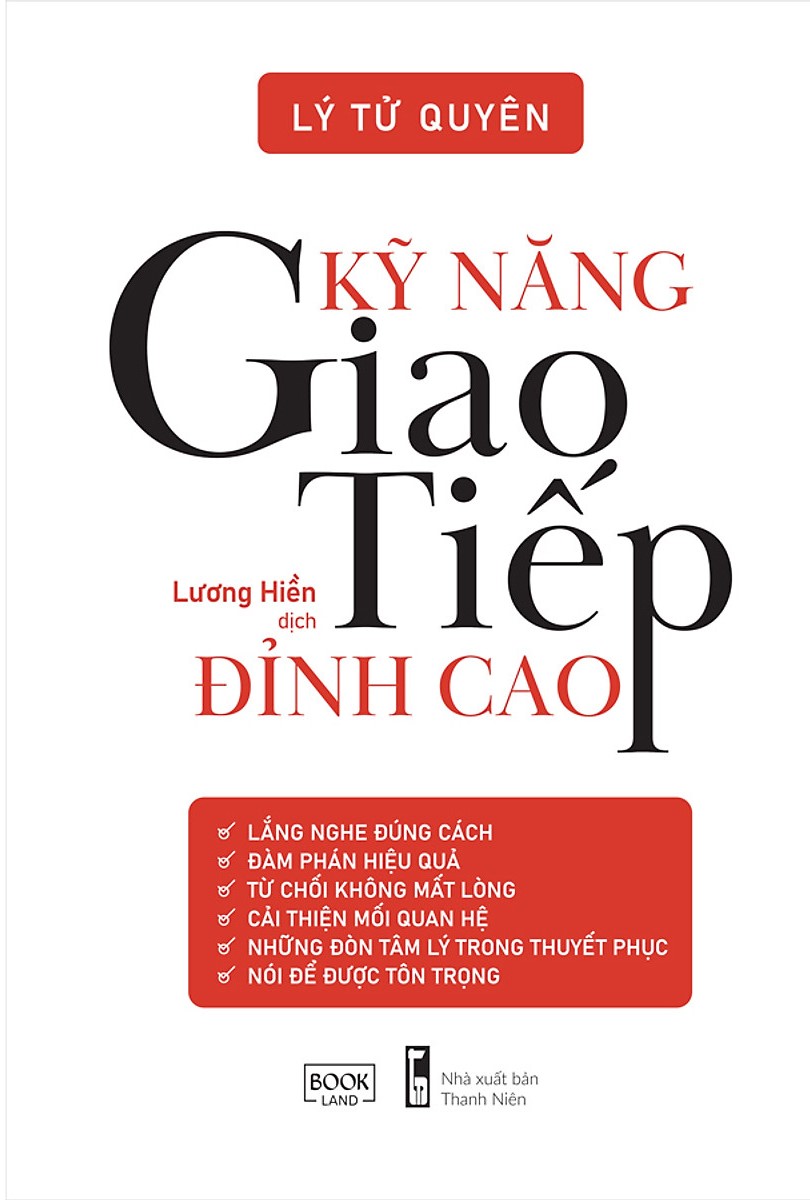 LÝ TỬ QUYÊN
KỸ NĂNG
Giao
Tiếp
Lương Hiền
dịch
ĐỈNH CAO
LẮNG NGHE ĐÚNG CÁCH
ĐÀM PHÁN HIỆU QUẢ
TỪ CHỐI KHÔNG MẤT LÒNG
CẢI THIỆN MỐI QUAN HỆ
NHỮNG ĐÒN TÂM LÝ TRONG THUYẾT PHỤC
NÓI ĐỂ ĐƯỢC TÔN TRỌNG
BOOK
LAND
Nhà xuất bản
Thanh Niên